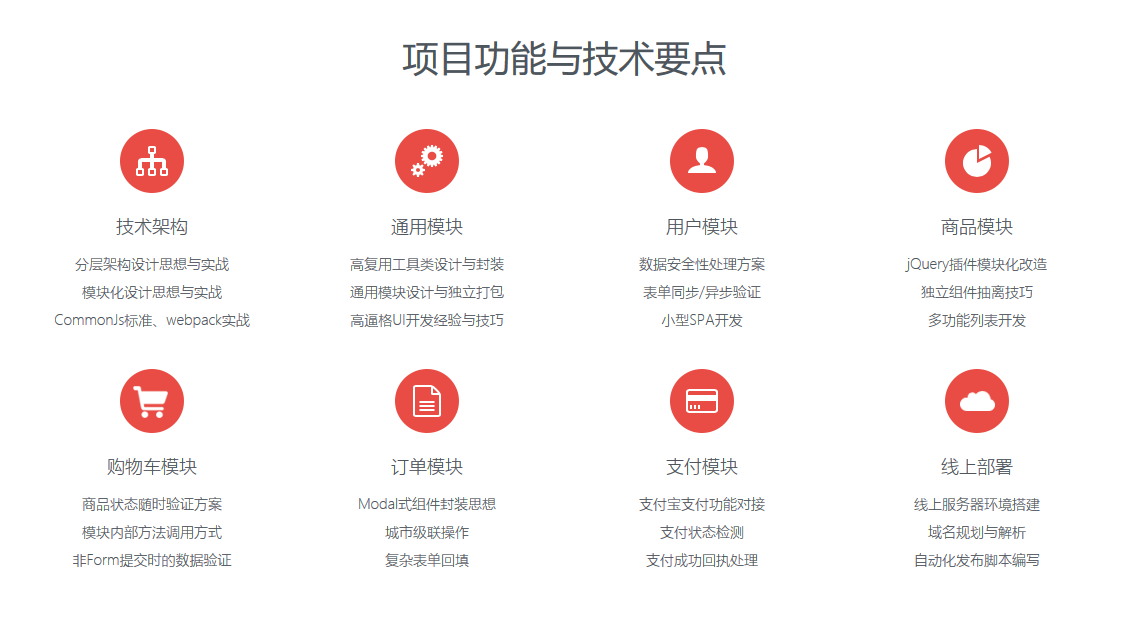 项目功能与技术要点
技术架构
分层架构设计思想与实战
模块化设计思想与实战
CommonJs标准、webpack实战
通用模块
高复用工具类设计与封装
通用模块设计与独立打包
高逼格UI开发经验与技巧
用户模块
数据安全性处理方案
表单同步/异步验证
小型SPA开发
商品模块
jQuery插件模块化改造
独立组件抽离技巧
多功能列表开发
购物车模块
商品状态随时验证方案
模块内部方法调用方式
非Form提交时的数据验证
订单模块
Modal式组件封装思想
城市级联操作
复杂表单回填
支付模块
支付宝支付功能对接
支付状态检测
支付成功回执处理
线上部署
线上服务器环境搭建
域名规划与解析
自动化发布脚本编写